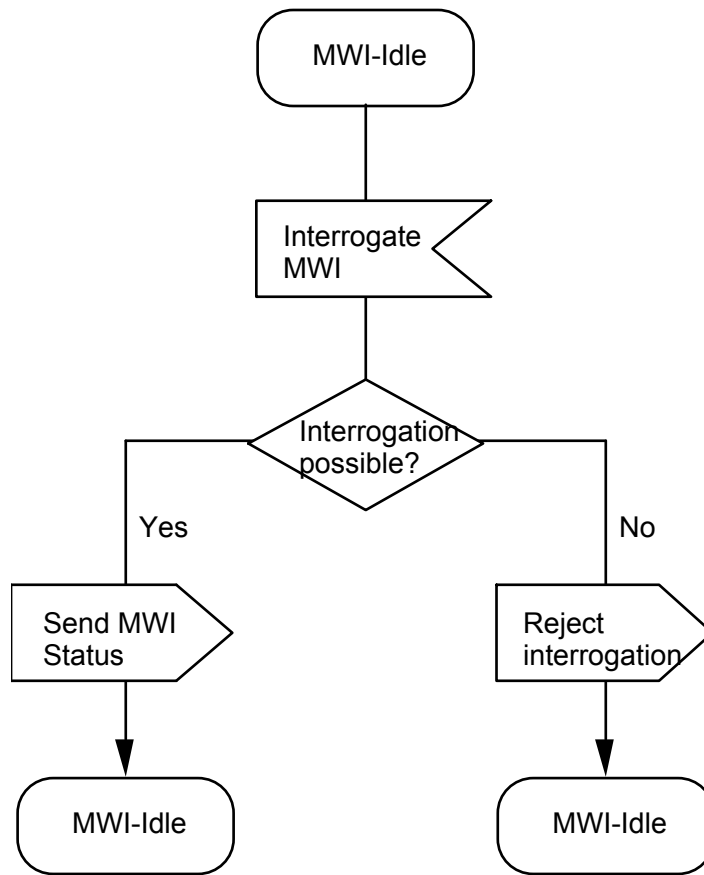 MWI-Idle
Interrogate
MWI
Interrogation
possible?
Yes
No
Send MWI
Status
Reject
interrogation
MWI-Idle
MWI-Idle